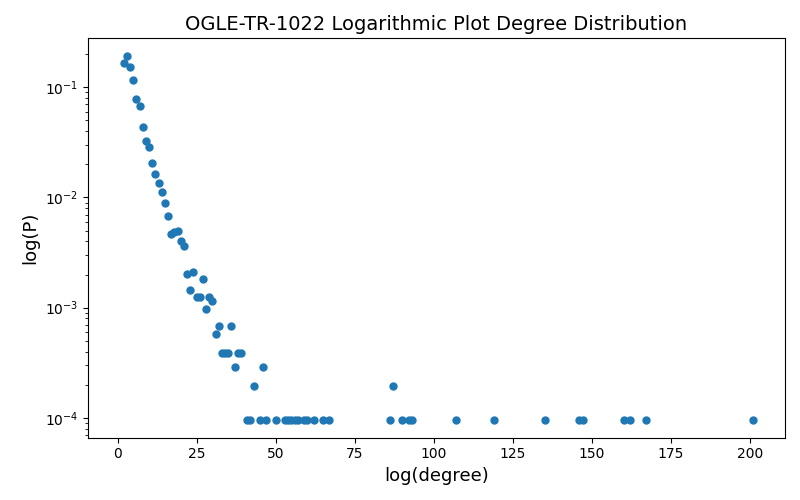 OGLE-TR-1022 Logarithmic Plot Degree Distribution
log(P)
10⁻¹
10⁻²
10⁻³
10⁻⁴
0 25 50 75 100 125 150 175 200
log(degree)